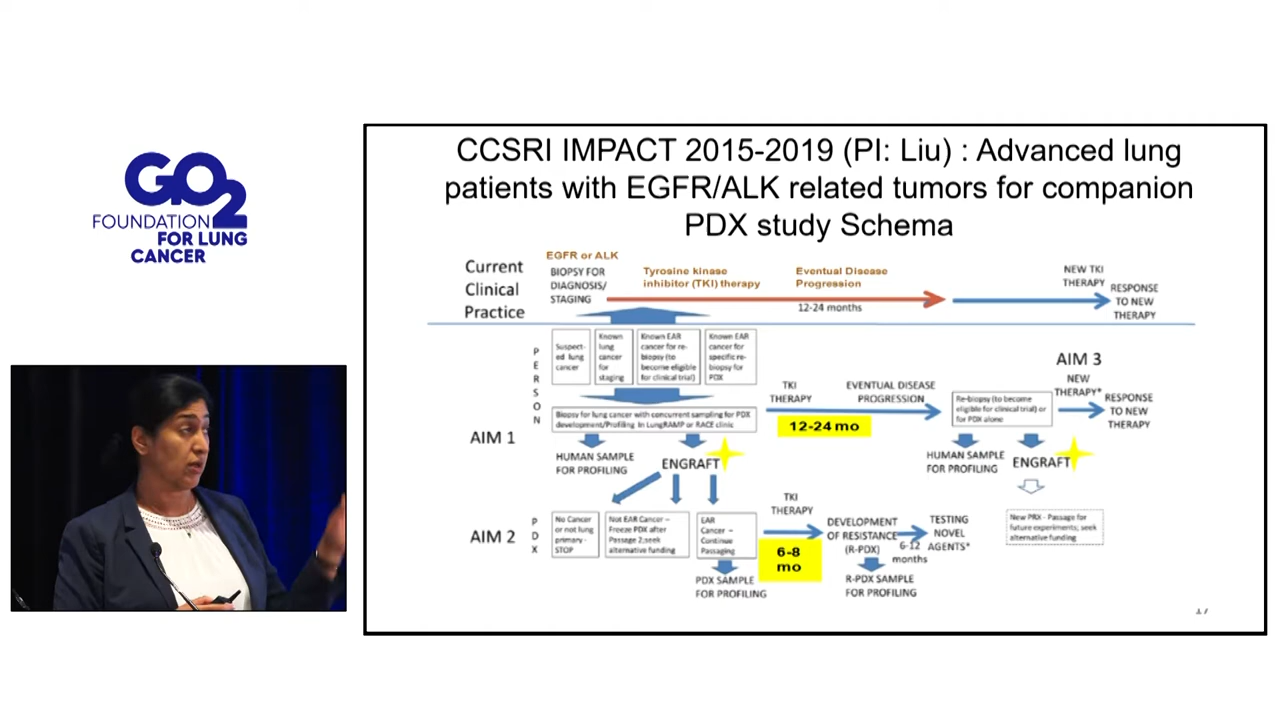 GO2
FOUNDATION
FOR LUNG
CANCER
CCSRI IMPACT 2015-2019 (PI: Liu) : Advanced lung
patients with EGFR/ALK related tumors for companion
PDX study Schema
Current
Clinical
Practice
EGFR or ALK
BIOPSY FOR
DIAGNOSIS/
STAGING
Tyrosine kinase
inhibitor (TKI) therapy
Eventual Disease
Progression
12-24 months
NEW TKI
THERAPY
RESPONSE
TO NEW
THERAPY
AIM 1
PERSON
Suspect-
ed lung
cancer
Known
lung
cancer
for
staging
Known EAR
cancer for re-
biopsy (to
become eligible
for clinical trial)
Known EAR
cancer for
specific re-
biopsy for
PDX
Biopsy for lung cancer with concurrent sampling for PDX
development/Profiling in LungRAMP or RACE clinic
HUMAN SAMPLE
FOR PROFILING
ENGRAFT
TKI
THERAPY
12-24 mo
EVENTUAL DISEASE
PROGRESSION
AIM 3
NEW
THERAPY*
Re-biopsy (to become
eligible for clinical trial) or
for PDX alone
RESPONSE
TO NEW
THERAPY
HUMAN SAMPLE
FOR PROFILING
ENGRAFT
New PRX - Passage for
future experiments; seek
alternative funding
AIM 2
PDX
No Cancer
or not lung
primary -
STOP
Not EAR Cancer –
Freeze PDX after
Passage 2,seek
alternative funding
EAR
Cancer –
Continue
Passaging
PDX SAMPLE
FOR PROFILING
TKI
THERAPY
6-8
mo
DEVELOPMENT
OF RESISTANCE
(R-PDX)
6-12
months
TESTING
NOVEL
AGENTS*
R-PDX SAMPLE
FOR PROFILING
17